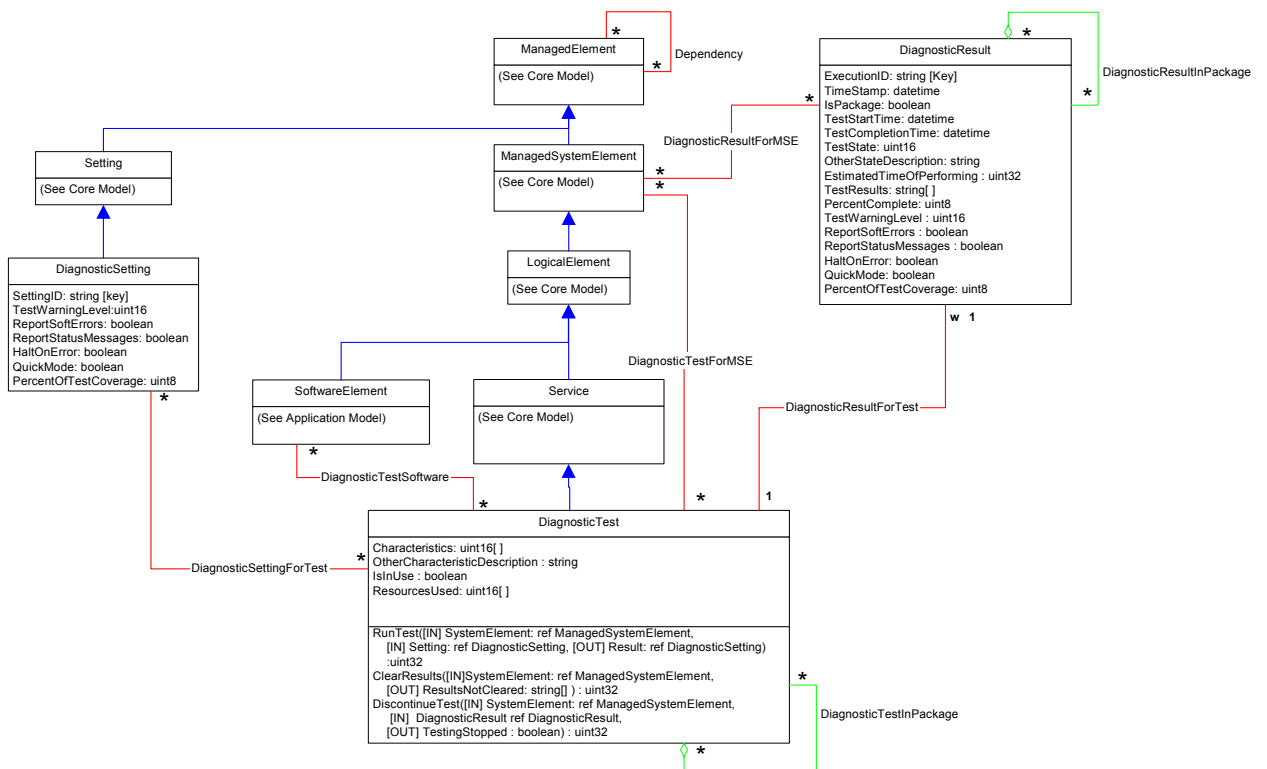 ManagedElement
(See Core Model)
*
*
Dependency
DiagnosticResult
ExecutionID: string [Key]
TimeStamp: datetime
IsPackage: boolean
TestStartTime: datetime
TestCompletionTime: datetime
TestState: uint16
OtherStateDescription: string
EstimatedTimeOfPerforming : uint32
TestResults: string[ ]
PercentComplete: uint8
TestWarningLevel : uint16
ReportSoftErrors : boolean
ReportStatusMessages : boolean
HaltOnError: boolean
QuickMode: boolean
PercentOfTestCoverage: uint8
*
*
DiagnosticResultInPackage
*
DiagnosticResultForMSE
*
*
Setting
(See Core Model)
ManagedSystemElement
(See Core Model)
LogicalElement
(See Core Model)
DiagnosticSetting
SettingID: string [key]
TestWarningLevel:uint16
ReportSoftErrors: boolean
ReportStatusMessages: boolean
HaltOnError: boolean
QuickMode: boolean
PercentOfTestCoverage: uint8
*
w 1
DiagnosticTestForMSE
SoftwareElement
(See Application Model)
*
Service
(See Core Model)
DiagnosticResultForTest
DiagnosticTestSoftware
*
*
1
DiagnosticSettingForTest
*
DiagnosticTest
Characteristics: uint16[ ]
OtherCharacteristicDescription : string
IsInUse : boolean
ResourcesUsed: uint16[ ]
RunTest([IN] SystemElement: ref ManagedSystemElement,
[IN] Setting: ref DiagnosticSetting, [OUT] Result: ref DiagnosticSetting)
:uint32
ClearResults([IN]SystemElement: ref ManagedSystemElement,
[OUT] ResultsNotCleared: string[] ) : uint32
DiscontinueTest([IN] SystemElement: ref ManagedSystemElement,
[IN] DiagnosticResult ref DiagnosticResult,
[OUT] TestingStopped : boolean) : uint32
*
DiagnosticTestInPackage
*